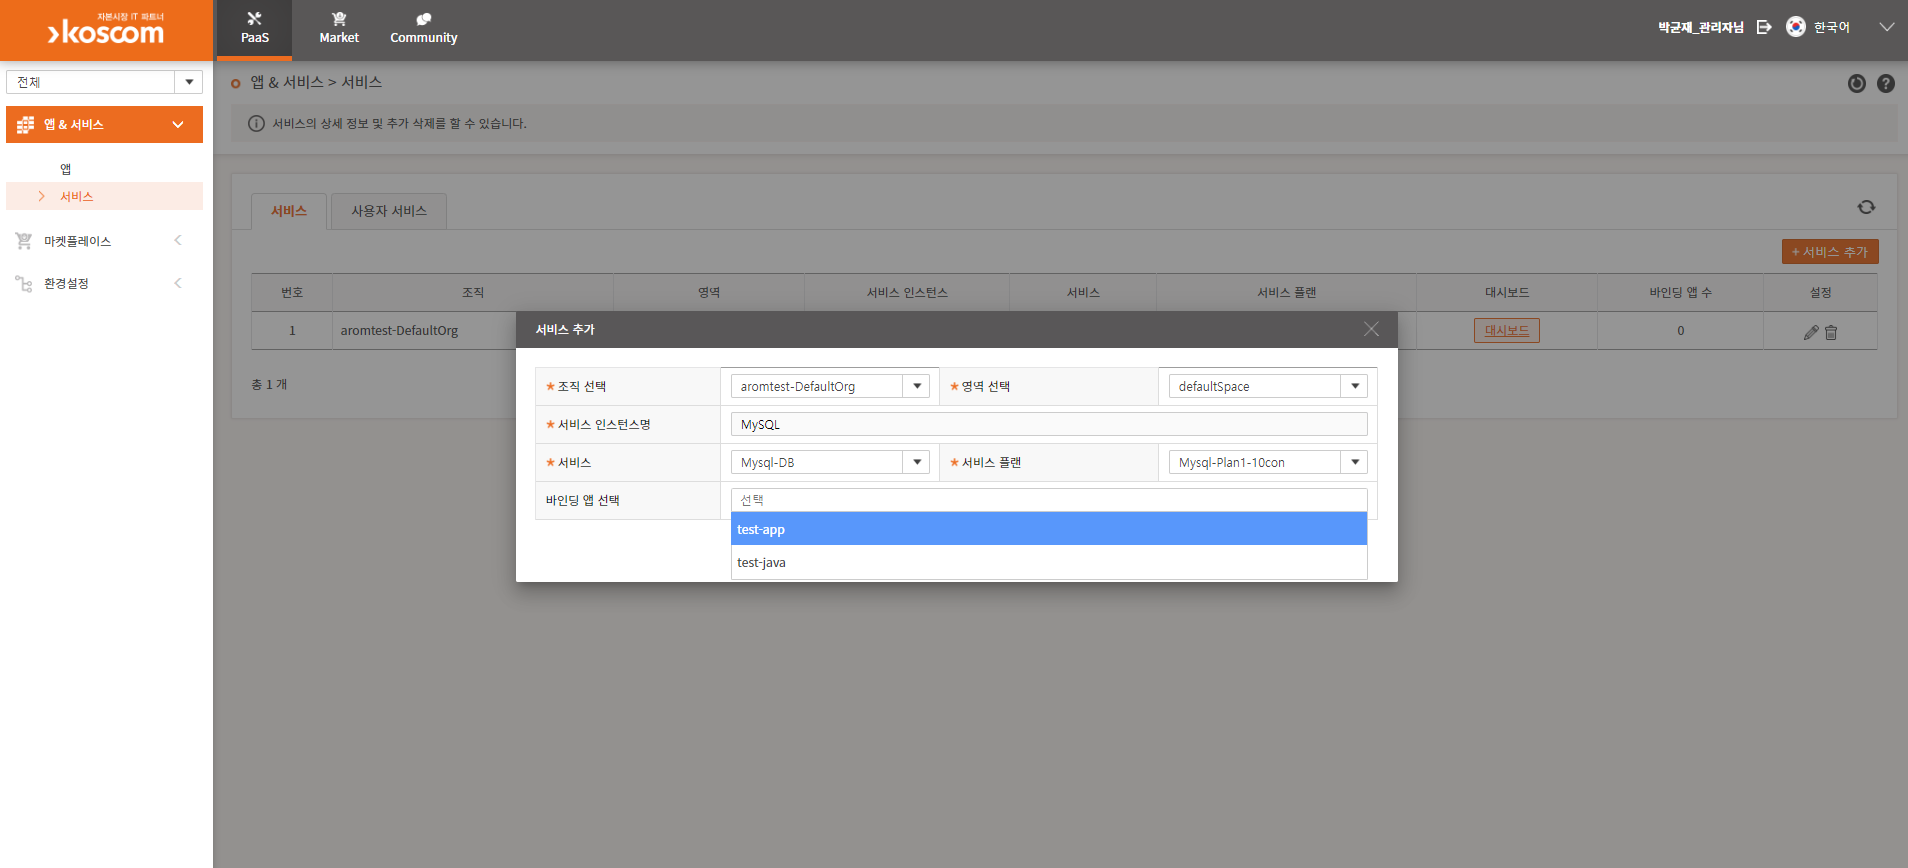 자본시장 IT 파트너
koscom
PaaS
Market
Community
박균재_관리자님
한국어
전체
앱 & 서비스
앱
서비스
마켓플레이스
환경설정
앱 & 서비스 > 서비스
서비스의 상세 정보 및 추가 삭제를 할 수 있습니다.
서비스
사용자 서비스
+ 서비스 추가
번호 조직 영역 서비스 인스턴스 서비스 서비스 플랜 대시보드 바인딩 앱 수 설정
1 aromtest-DefaultOrg 대시보드 0
총 1 개
서비스 추가
* 조직 선택 aromtest-DefaultOrg * 영역 선택 defaultSpace
* 서비스 인스턴스명 MySQL
* 서비스 Mysql-DB * 서비스 플랜 Mysql-Plan1-10con
바인딩 앱 선택 선택
test-app
test-java